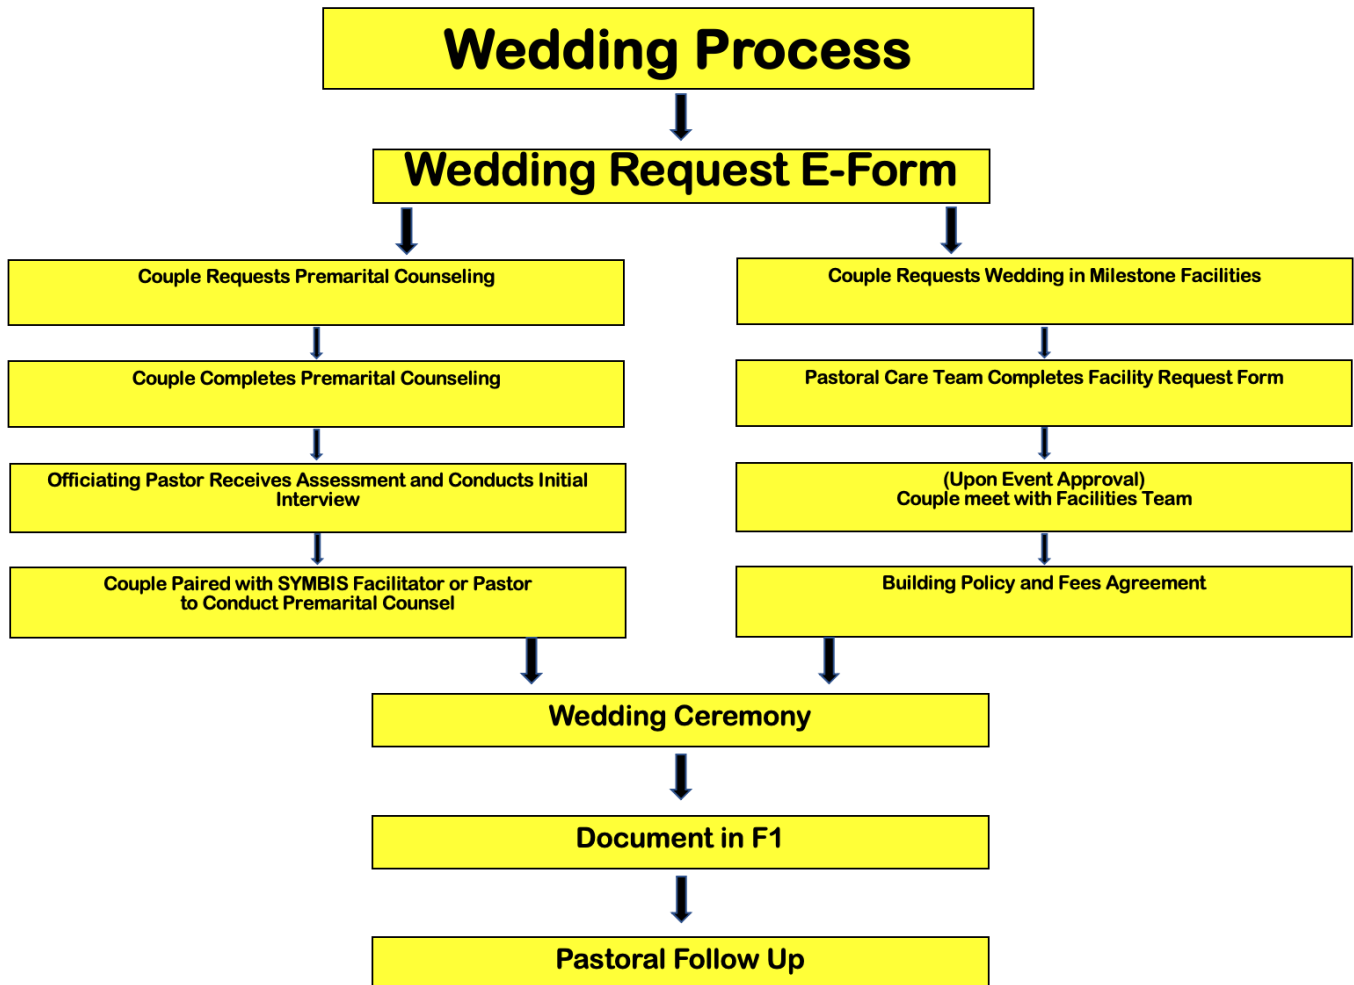 Wedding Process
Wedding Request E-Form
Couple Requests Premarital Counseling
Couple Completes Premarital Counseling
Officiating Pastor Receives Assessment and Conducts Initial
Interview
Couple Paired with SYMBIS Facilitator or Pastor
to Conduct Premarital Counsel
Couple Requests Wedding in Milestone Facilities
Pastoral Care Team Completes Facility Request Form
(Upon Event Approval)
Couple meet with Facilities Team
Building Policy and Fees Agreement
Wedding Ceremony
Document in F1
Pastoral Follow Up